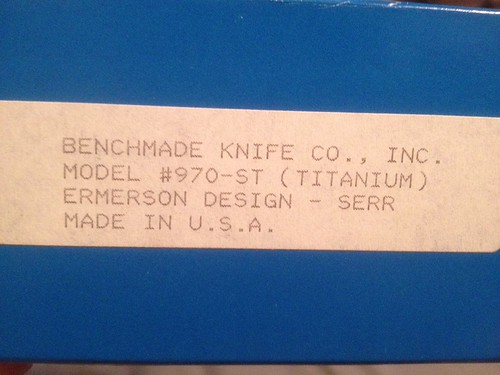 BENCHMADE KNIFE CO., INC.
MODEL #970-ST (TITANIUM)
ERMERSON DESIGN - SERR
MADE IN U.S.A.